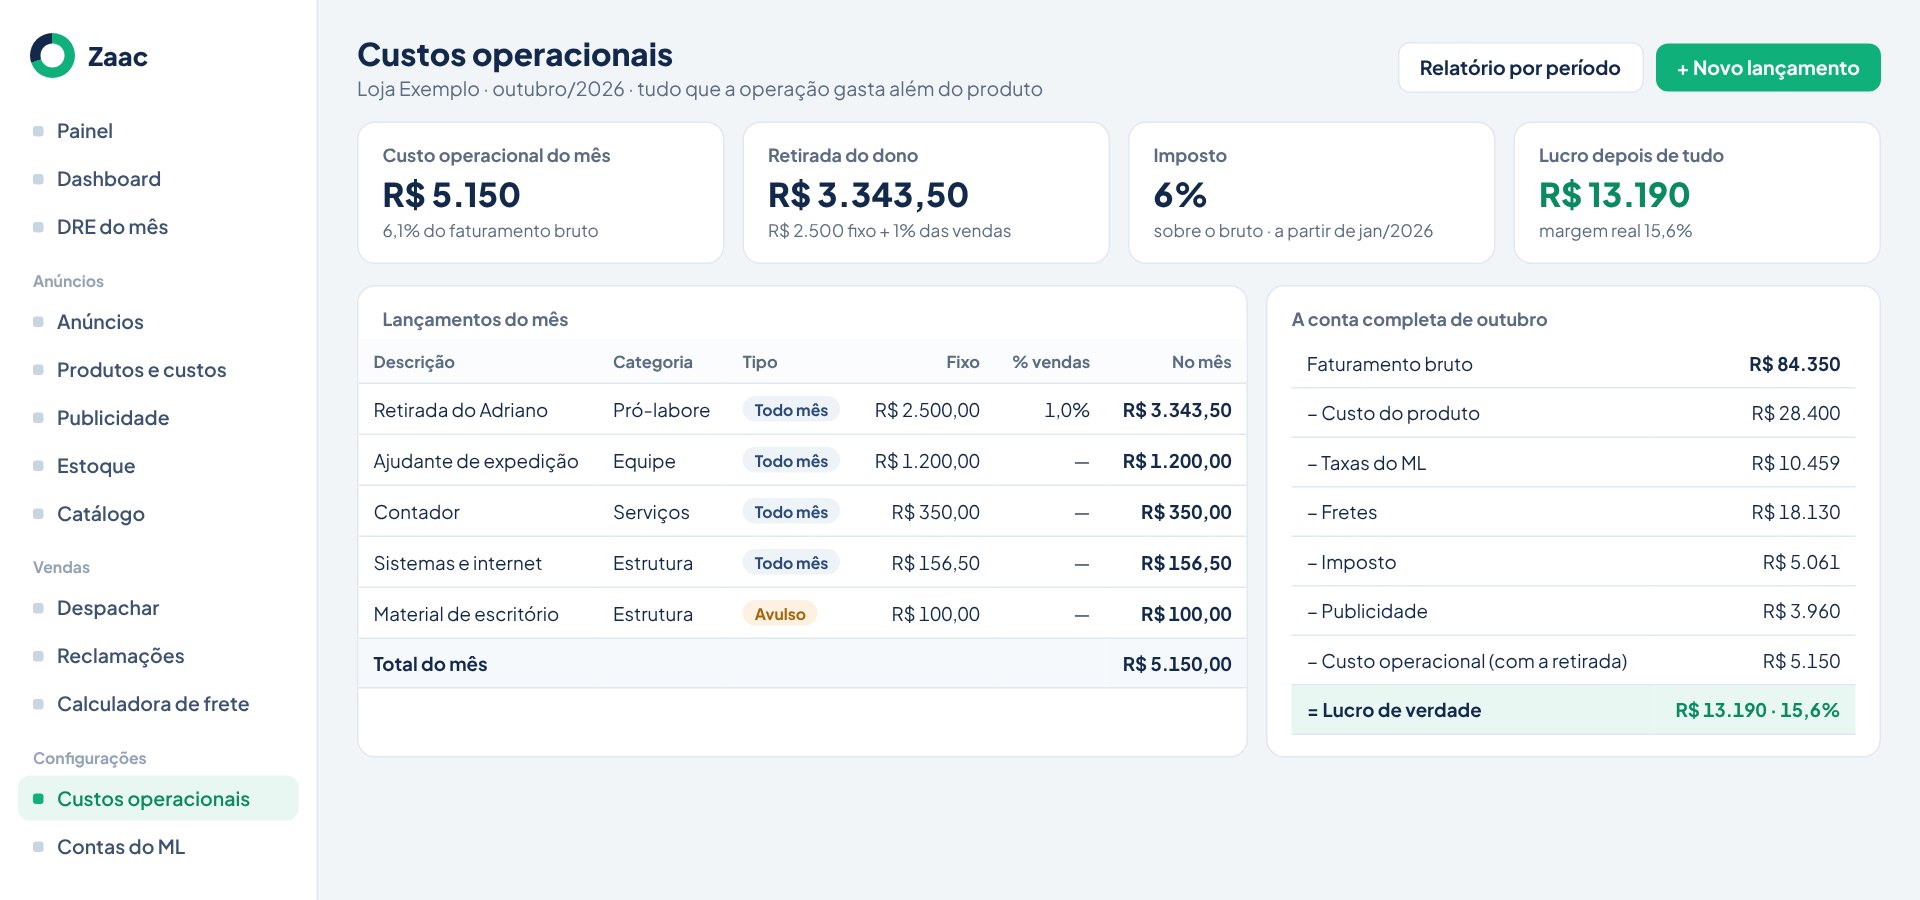 Zaac
Painel
Dashboard
DRE do mês
Anúncios
Anúncios
Produtos e custos
Publicidade
Estoque
Catálogo
Vendas
Despachar
Reclamações
Calculadora de frete
Configurações
Custos operacionais
Contas do ML
Custos operacionais
Loja Exemplo · outubro/2026 · tudo que a operação gasta além do produto
Relatório por período
+ Novo lançamento
Custo operacional do mês
R$ 5.150
6,1% do faturamento bruto
Retirada do dono
R$ 3.343,50
R$ 2.500 fixo + 1% das vendas
Imposto
6%
sobre o bruto · a partir de jan/2026
Lucro depois de tudo
R$ 13.190
margem real 15,6%
Lançamentos do mês
Descrição Categoria Tipo Fixo % vendas No mês
Retirada do Adriano Pró-labore Todo mês R$ 2.500,00 1,0% R$ 3.343,50
Ajudante de expedição Equipe Todo mês R$ 1.200,00 — R$ 1.200,00
Contador Serviços Todo mês R$ 350,00 — R$ 350,00
Sistemas e internet Estrutura Todo mês R$ 156,50 — R$ 156,50
Material de escritório Estrutura Avulso R$ 100,00 — R$ 100,00
Total do mês R$ 5.150,00
A conta completa de outubro
Faturamento bruto R$ 84.350
– Custo do produto R$ 28.400
– Taxas do ML R$ 10.459
– Fretes R$ 18.130
– Imposto R$ 5.061
– Publicidade R$ 3.960
– Custo operacional (com a retirada) R$ 5.150
= Lucro de verdade R$ 13.190 · 15,6%